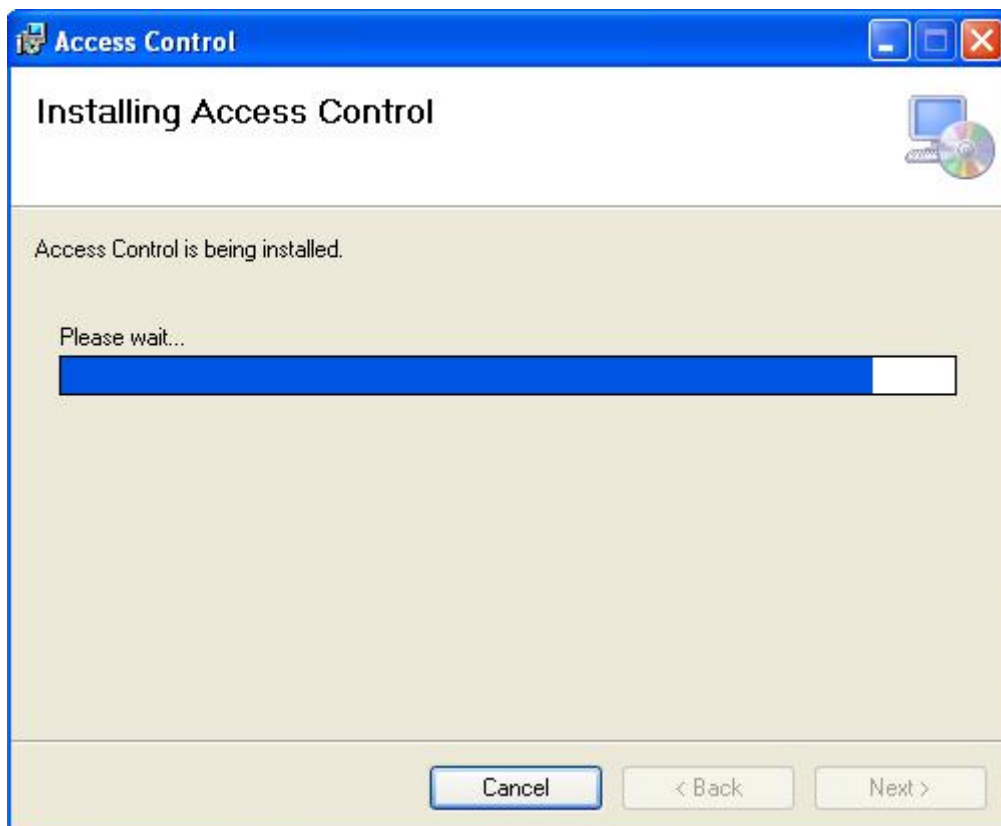 Access Control
Installing Access Control
Access Control is being installed.
Please wait...
Cancel
< Back
Next >